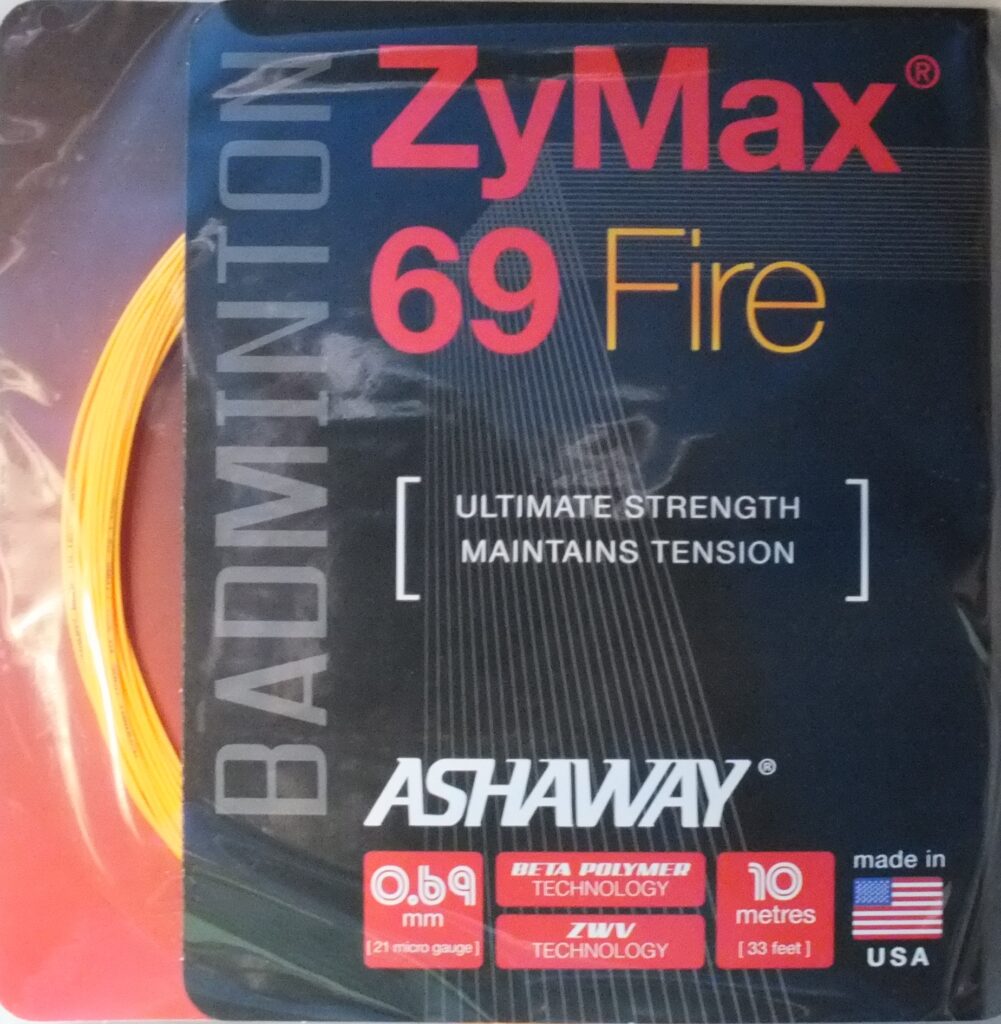 BADMINTON
ZyMax®
69 Fire
ULTIMATE STRENGTH
MAINTAINS TENSION
ASHAWAY®
0.69
mm
[ 21 micro gauge ]
BETA POLYMER
TECHNOLOGY
ZWV
TECHNOLOGY
10
metres
[ 33 feet ]
made in
USA